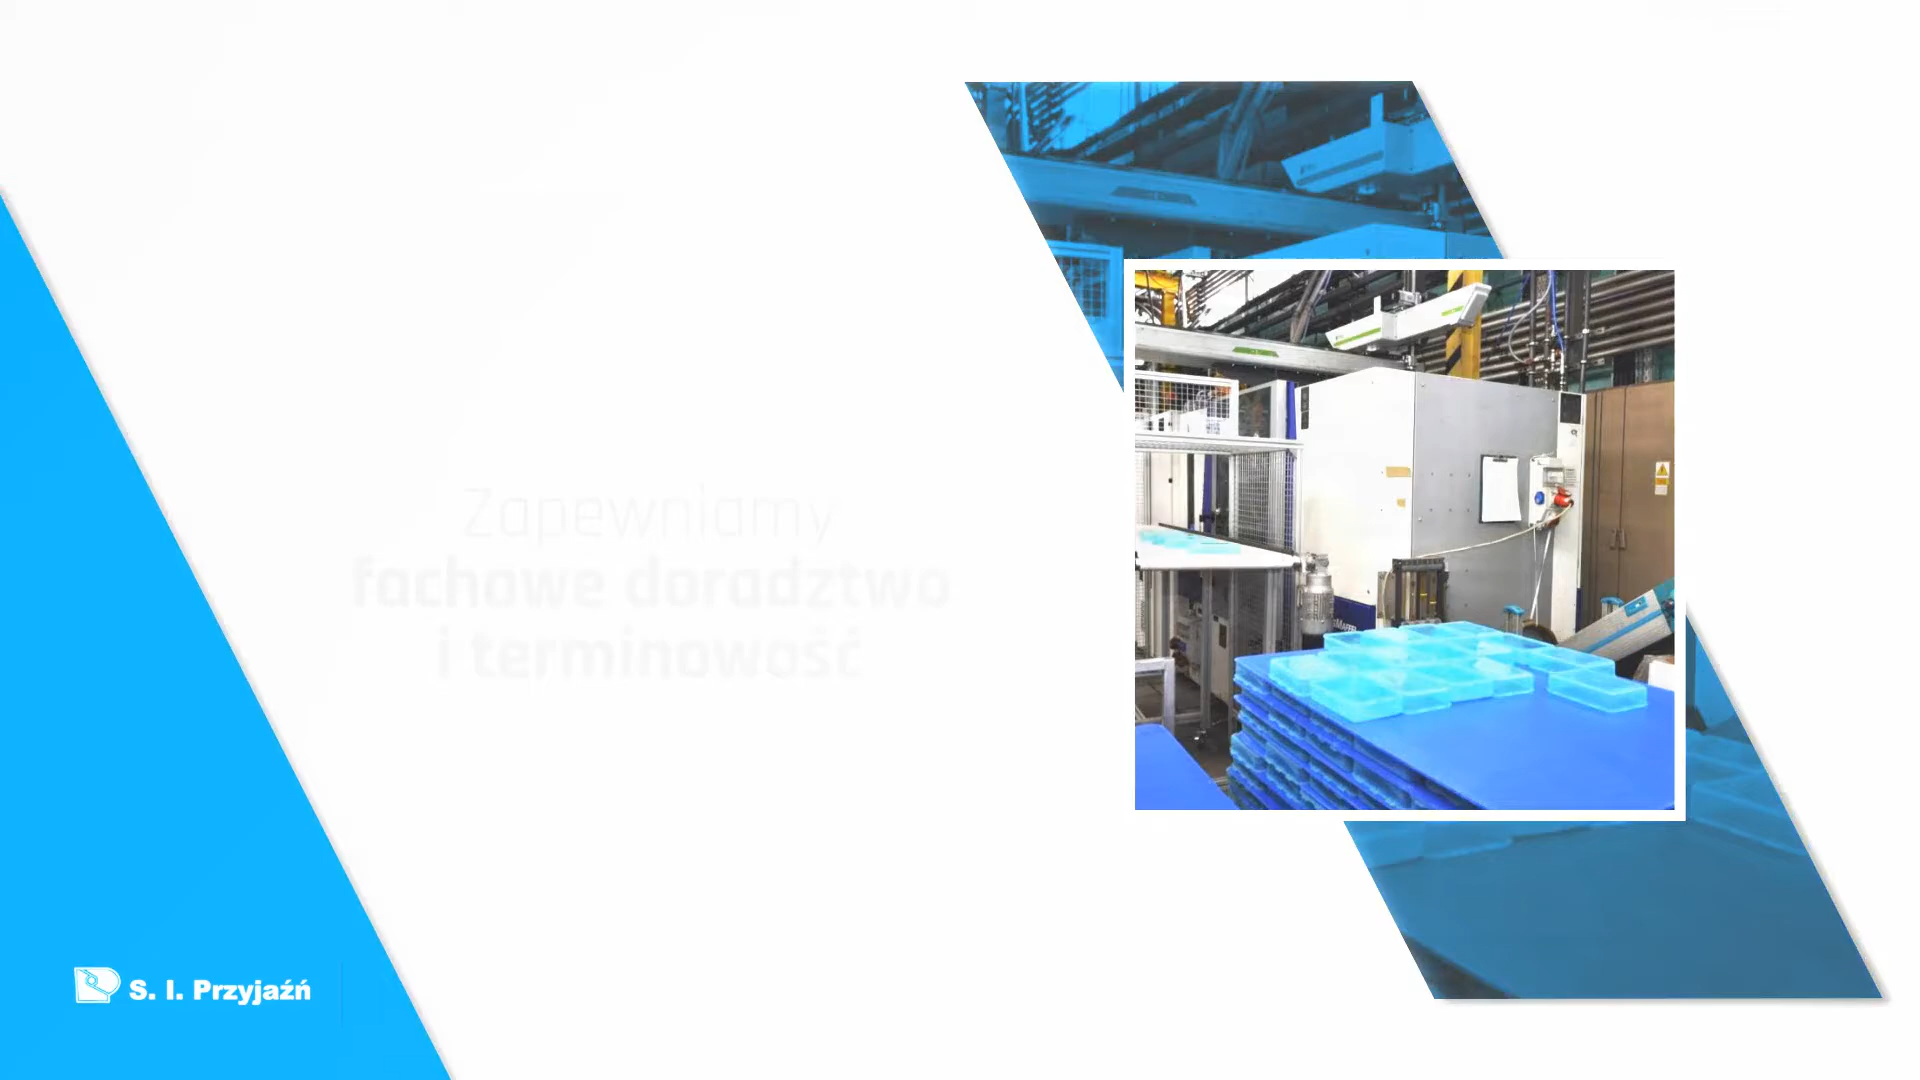 Zapewniamy
fachowe doradztwo
i terminowość
S. I. Przyjaźń